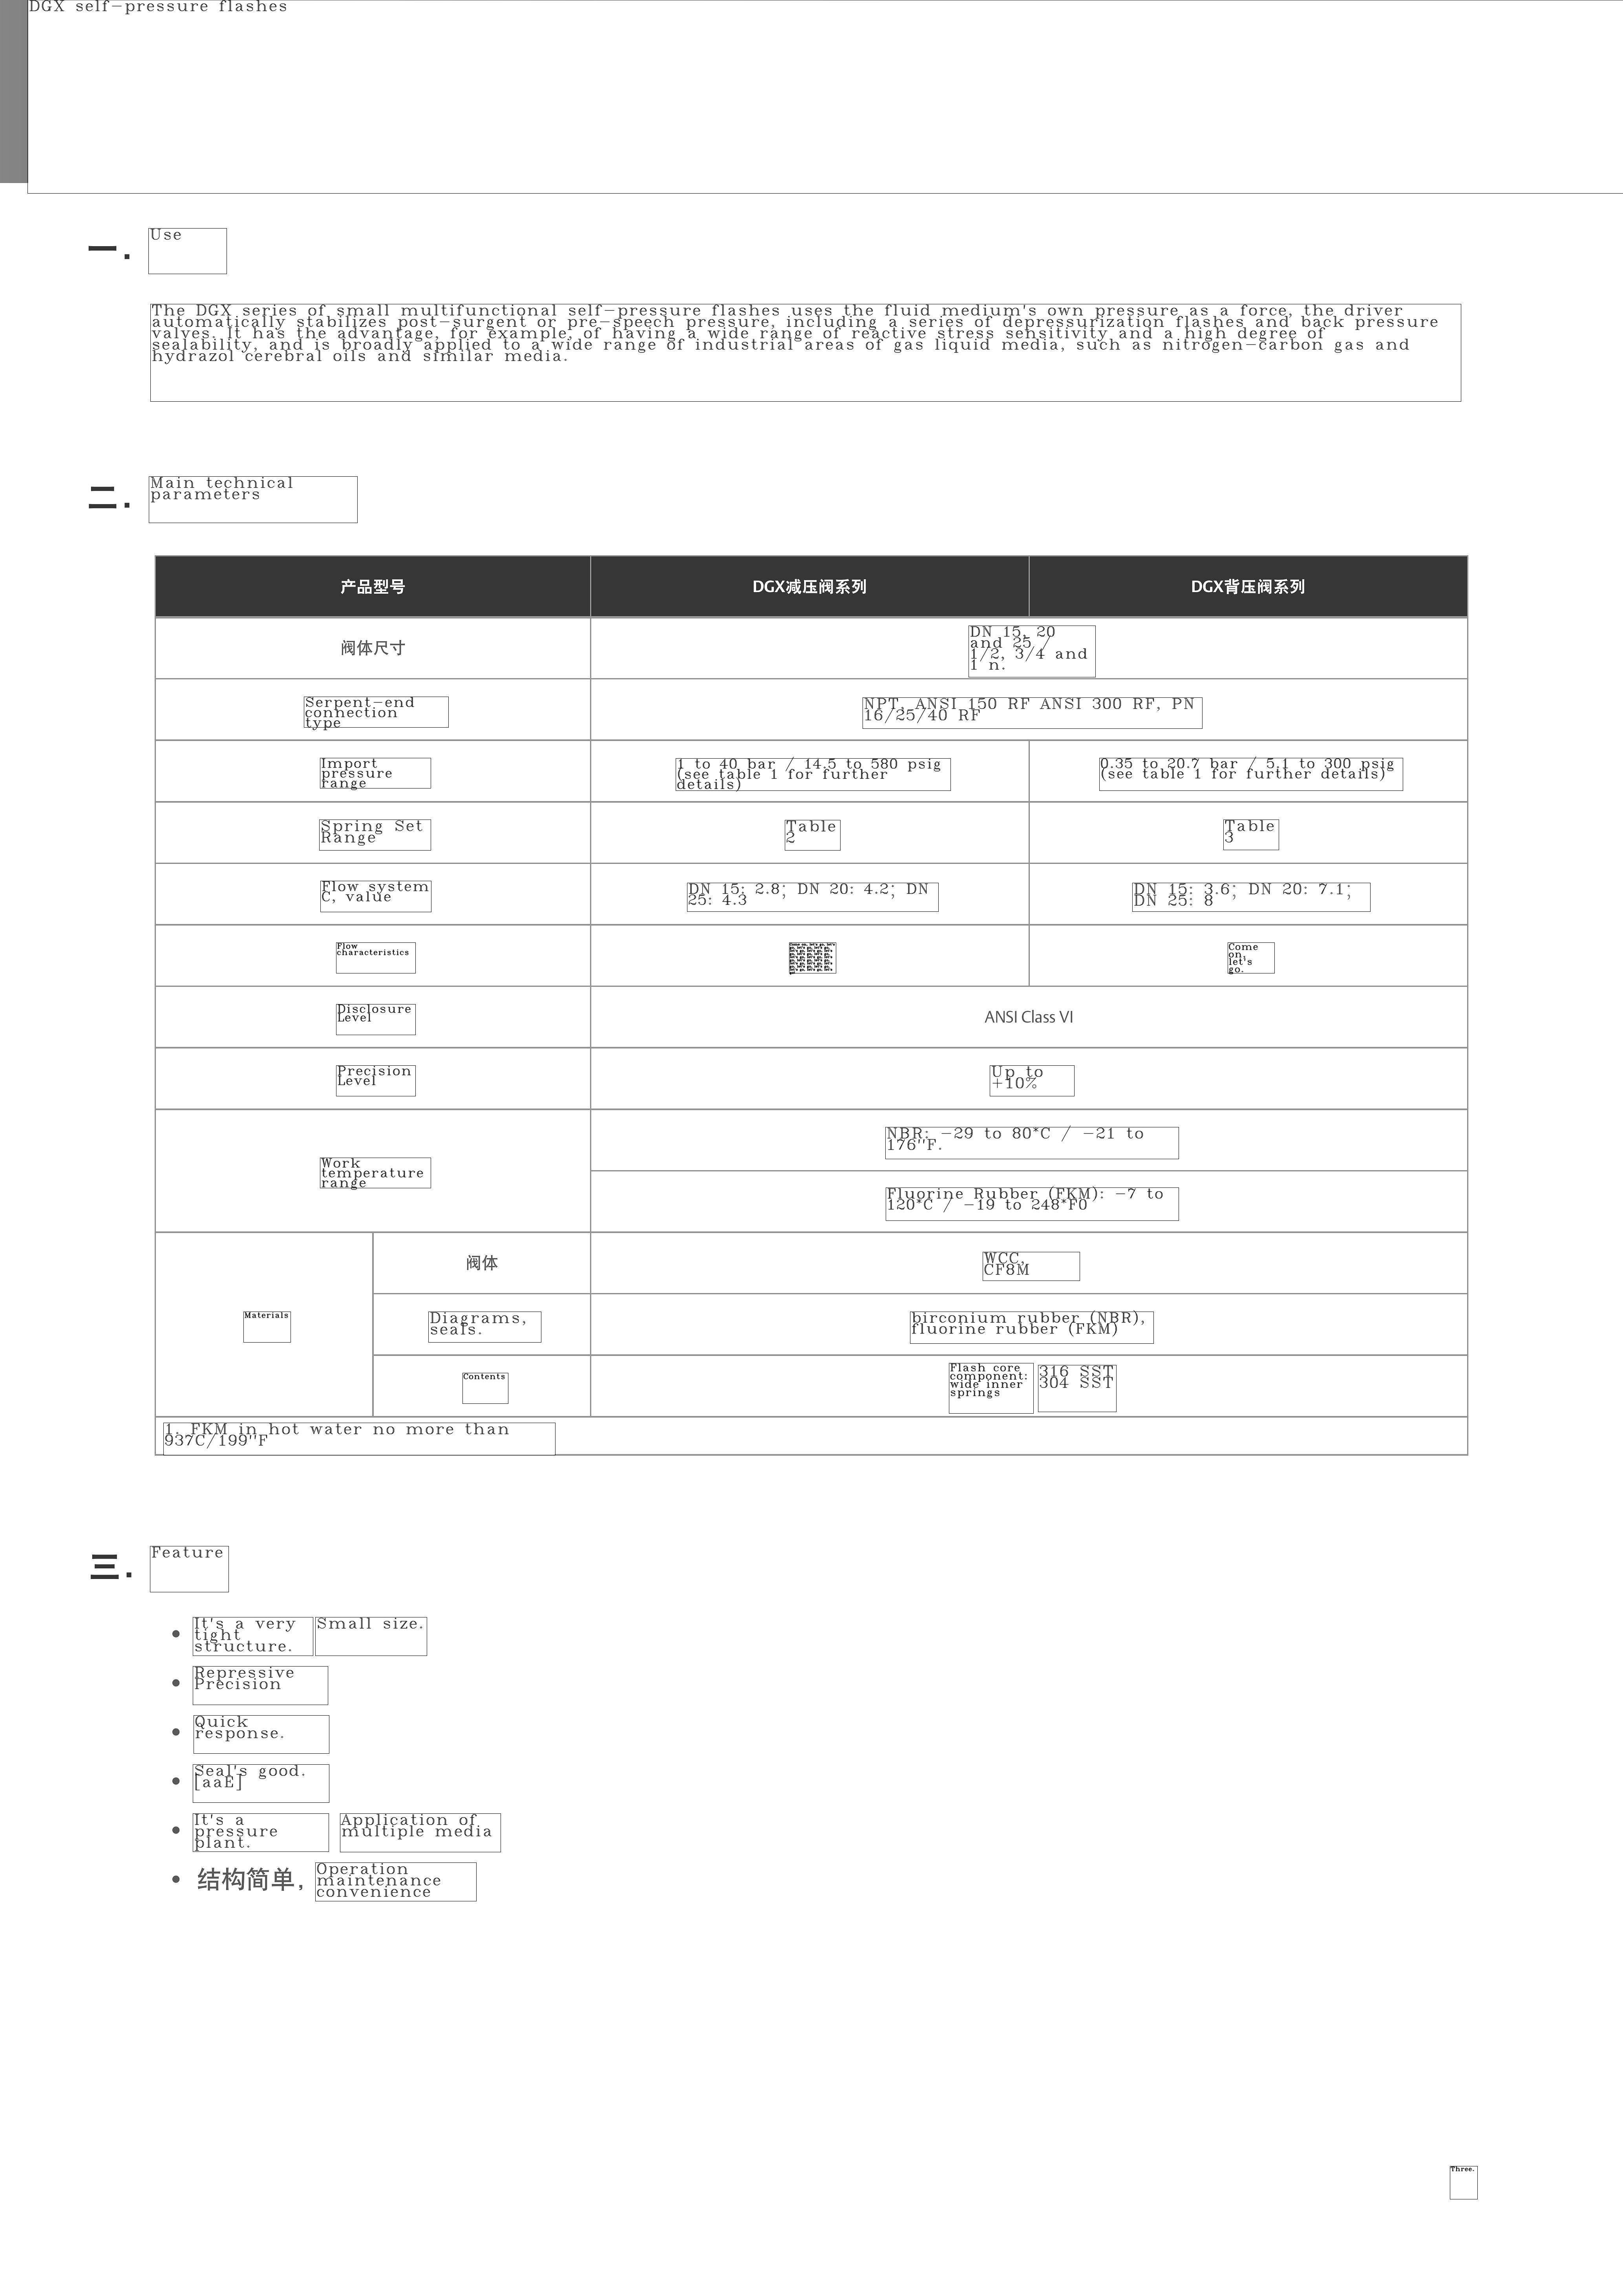 DGX self-pressure flashes
一.
Use
The DGX series of small multifunctional self-pressure flashes uses the fluid medium's own pressure as a force, the driver
automatically stabilizes post-surgent or pre-speech pressure, including a series of depressurization flashes and back pressure
valves. It has the advantage, for example, of having a wide range of reactive stress sensitivity and a high degree of
sealability, and is broadly applied to a wide range of industrial areas of gas liquid media, such as nitrogen-carbon gas and
hydrazol cerebral oils and similar media.
二.
Main technical
parameters
产品型号
DGX减压阀系列
DGX背压阀系列
阀体尺寸
DN 15, 20
and 25 /
1/2, 3/4 and
1 n.
Serpent-end
connection
type
NPT, ANSI 150 RF ANSI 300 RF, PN
16/25/40 RF
Import
pressure
range
1 to 40 bar / 14.5 to 580 psig
(see table 1 for further
details)
0.35 to 20.7 bar / 5.1 to 300 psig
(see table 1 for further details)
Spring Set
Range
Table
2
Table
3
Flow system
C, value
DN 15: 2.8; DN 20: 4.2; DN
25: 4.3
DN 15: 3.6; DN 20: 7.1;
DN 25: 8
Flow
characteristics
Come
on,
let's
go.
Disclosure
Level
ANSI Class VI
Precision
Level
Up to
+10%
Work
temperature
range
NBR: -29 to 80*C / -21 to
176"F.
Fluorine Rubber (FKM): -7 to
120*C / -19 to 248*F0
Materials
阀体
WCC,
CF8M
Diagrams,
seals.
birconium rubber (NBR),
fluorine rubber (FKM)
Contents
Flash core
component:
wide inner
springs
316 SST
304 SST
1. FKM in hot water no more than
937C/199"F
三.
Feature
It's a very
tight
structure.
Small size.
Repressive
Precision
Quick
response.
Seal's good.
[aaE]
It's a
pressure
plant.
Application of
multiple media
结构简单，
Operation
maintenance
convenience
Three.